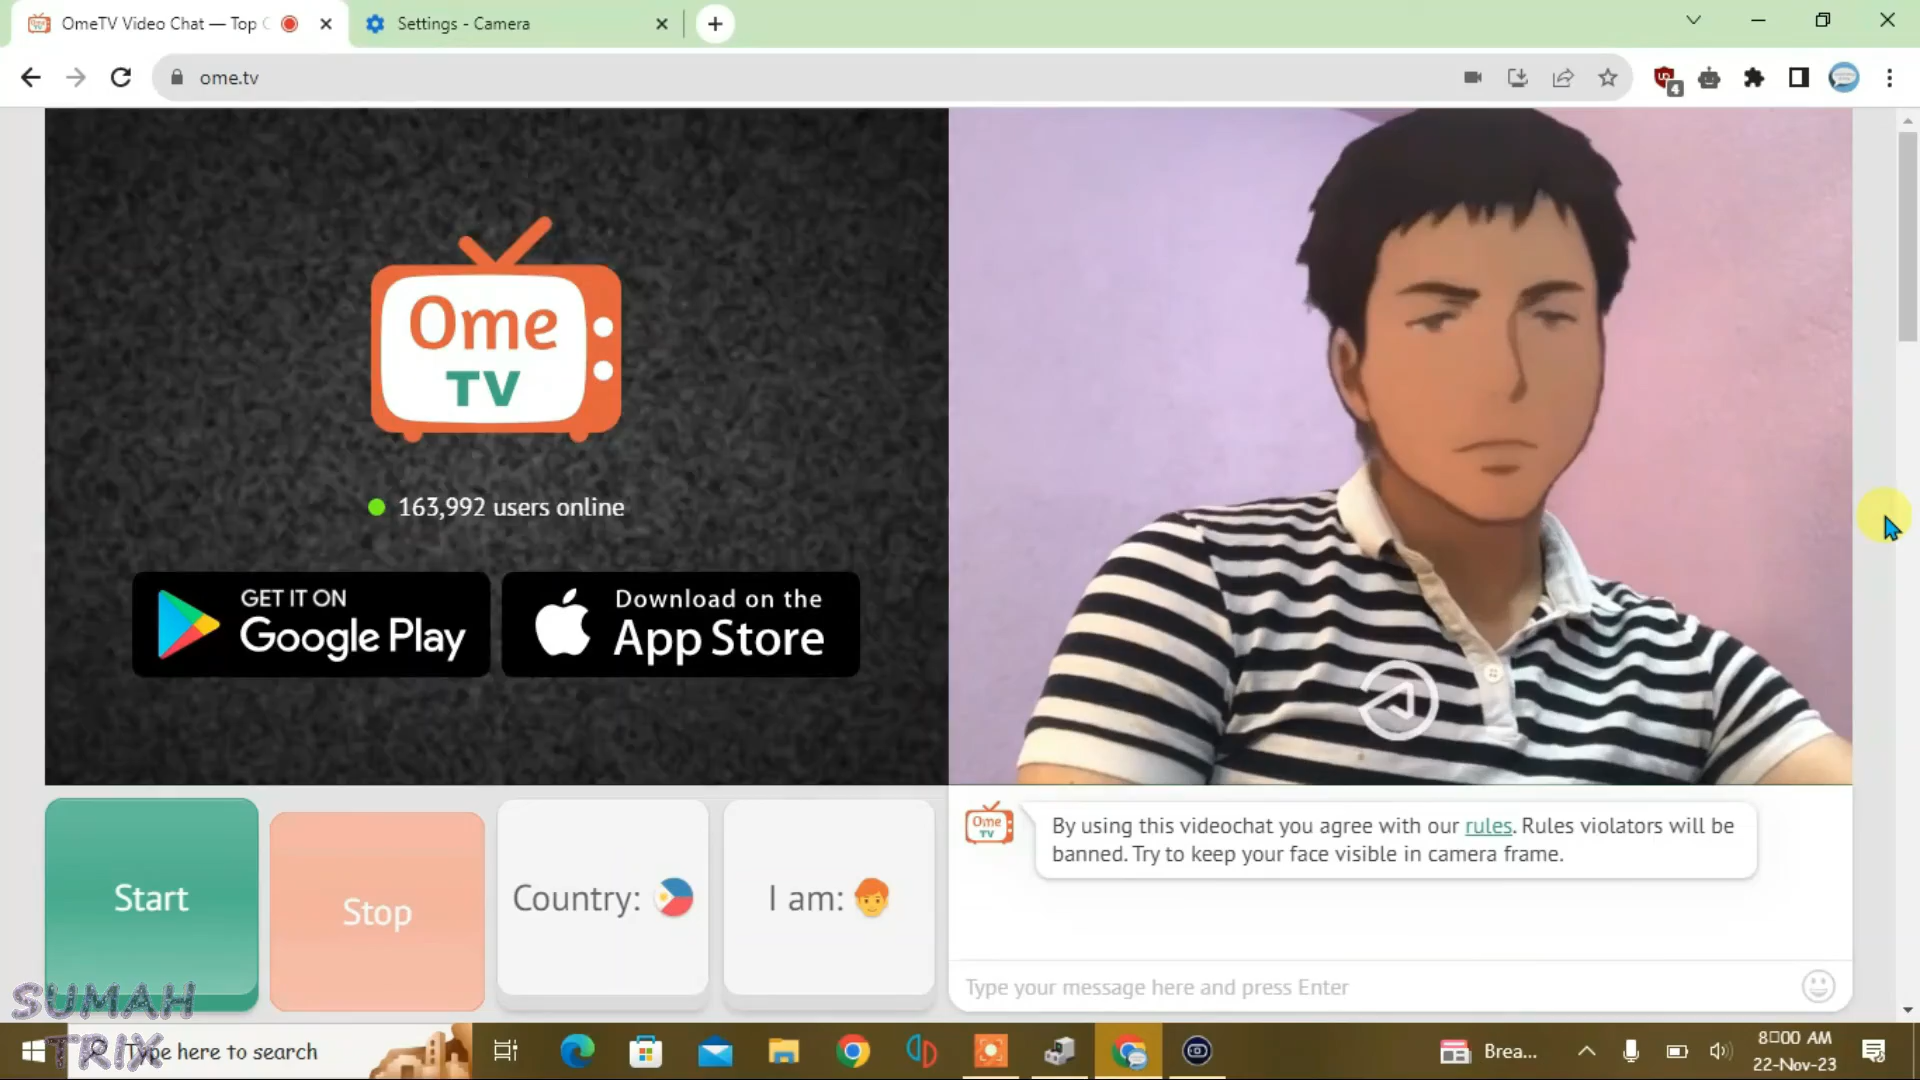 OmeTV Video Chat — Top
Settings - Camera
ome.tv
4
Ome
TV
163,992 users online
GET IT ON
Google Play
Download on the
App Store
Start
Stop
Country:
I am:
Ome
TV
By using this videochat you agree with our rules. Rules violators will be
banned. Try to keep your face visible in camera frame.
Type your message here and press Enter
SUMAH
TRIX
Type here to search
Brea...
8:00 AM
22-Nov-23